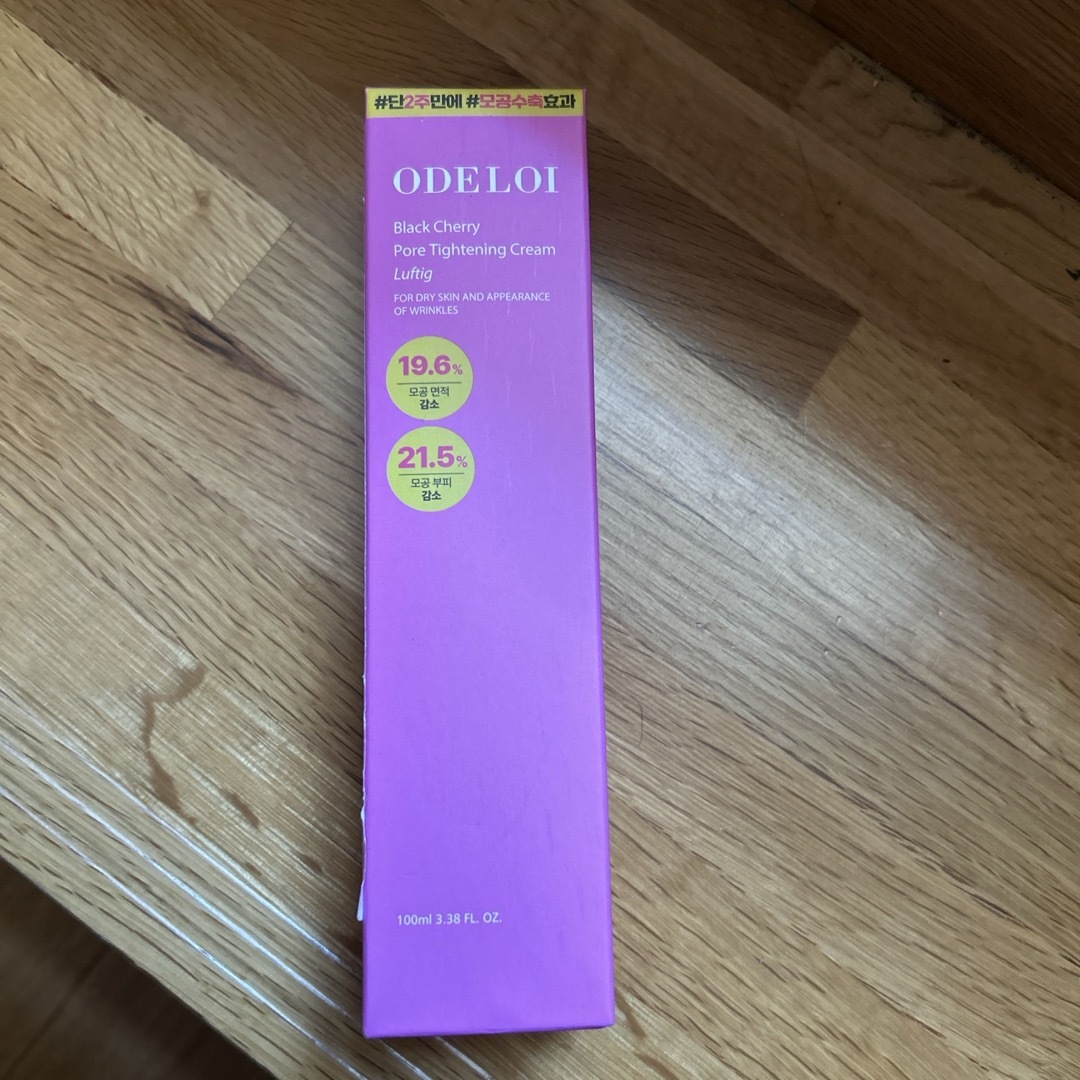 #단2주만에 #모공수축효과
ODELOI
Black Cherry
Pore Tightening Cream
Luftig
FOR DRY SKIN AND APPEARANCE
OF WRINKLES
19.6%
모공 면적
감소
21.5%
모공 부피
감소
100ml 3.38 FL. OZ.